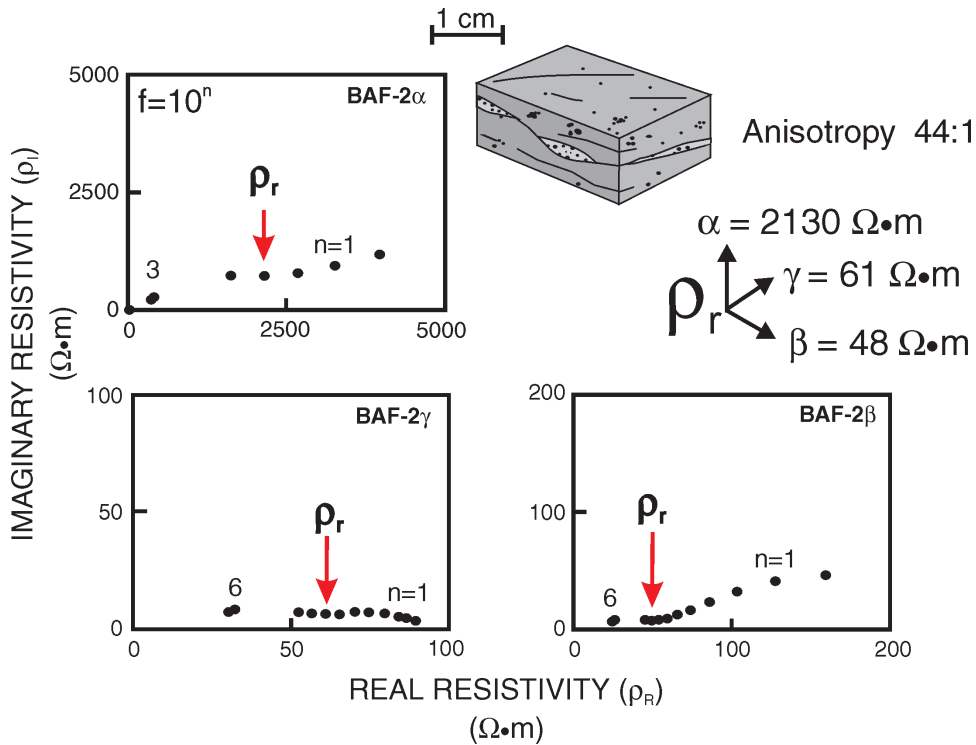 1 cm
5000
f=10ⁿ
BAF-2α
ρr
n=1
3
2500
0
0
2500
5000
Anisotropy 44:1
α = 2130 Ω•m
γ = 61 Ω•m
ρr
β = 48 Ω•m
IMAGINARY RESISTIVITY (ρI)
(Ω•m)
100
BAF-2γ
ρr
50
6
n=1
0
0
50
100
200
BAF-2β
ρr
100
6
n=1
0
0
100
200
REAL RESISTIVITY (ρR)
(Ω•m)